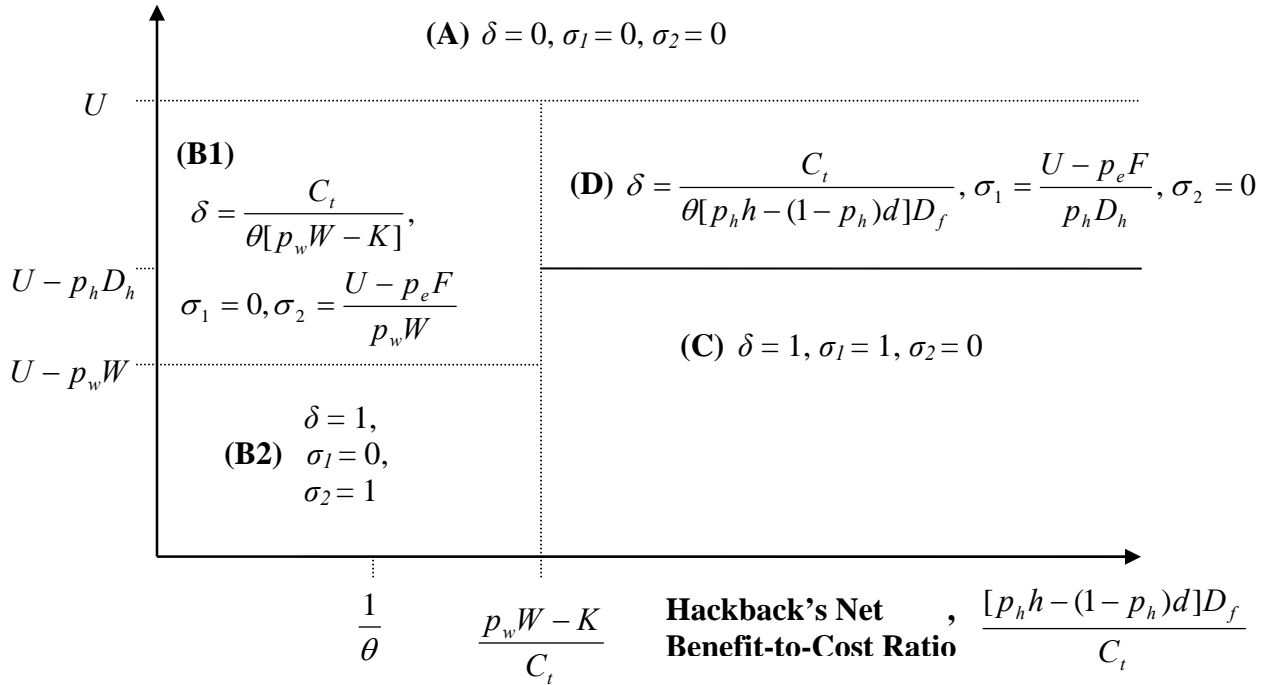 (A) δ = 0, σ₁ = 0, σ₂ = 0
U
(B1)
δ = C_t / θ[p_w W − K],
σ₁ = 0, σ₂ = (U − p_e F) / (p_w W)
(D) δ = C_t / θ[p_h h − (1 − p_h)d]D_f, σ₁ = (U − p_e F) / (p_h D_h), σ₂ = 0
U − p_h D_h
(C) δ = 1, σ₁ = 1, σ₂ = 0
U − p_w W
δ = 1,
(B2) σ₁ = 0,
σ₂ = 1
1 / θ
(p_w W − K) / C_t
Hackback's Net
Benefit-to-Cost Ratio , [p_h h − (1 − p_h)d]D_f / C_t